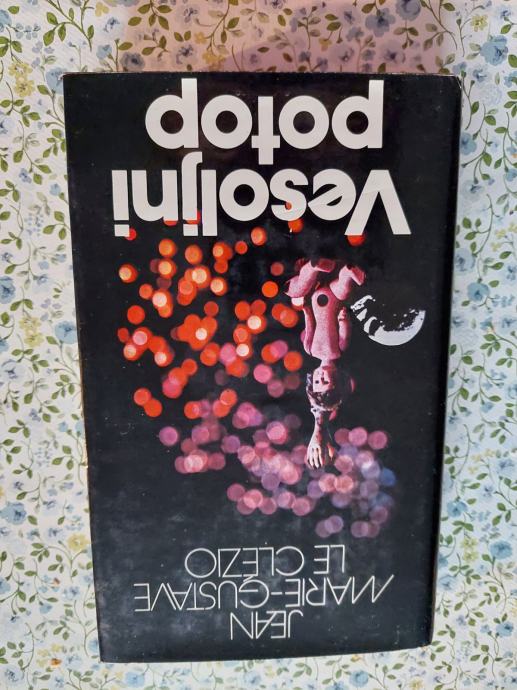 JEAN
MARIE-GUSTAVE
LE CLEZIO
Vesoljni
potop